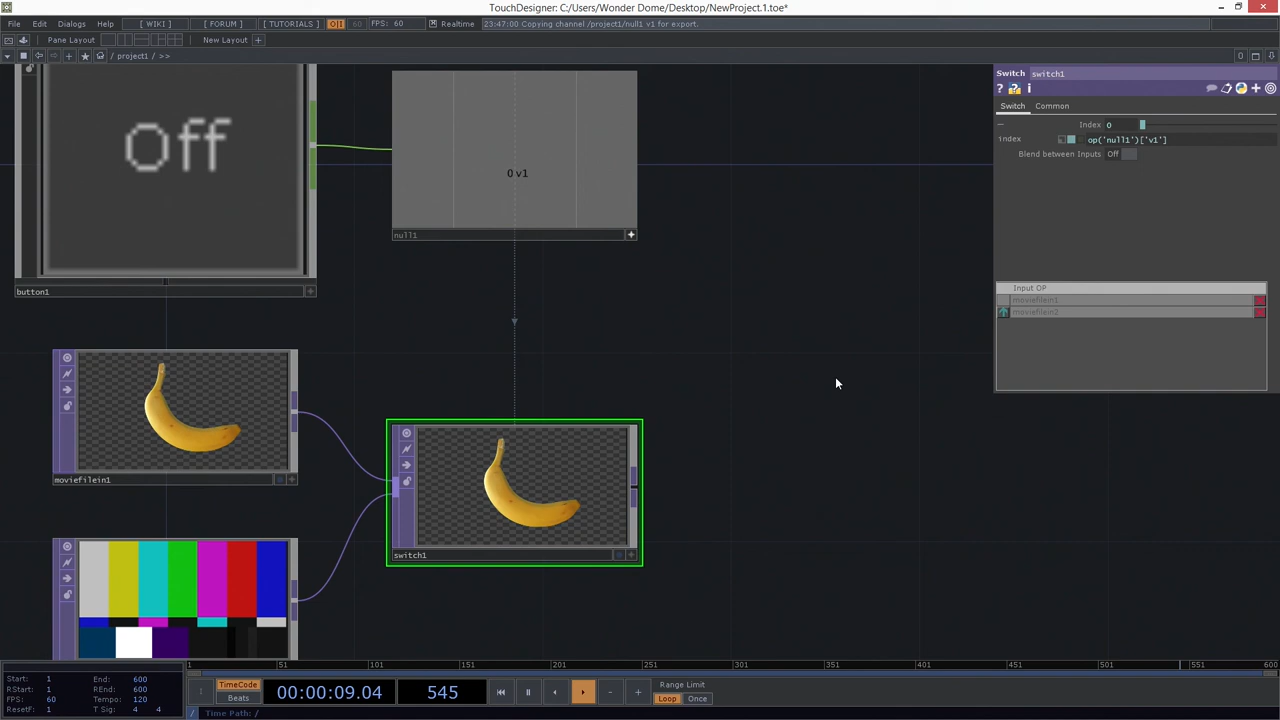 TouchDesigner: C:/Users/Wonder Dome/Desktop/NewProject.1.toe*
File Edit Dialogs Help [ WIKI ] [ FORUM ] [ TUTORIALS ] O|I FPS: 60 Realtime 23:47:00 Copying channel /project1/null1 v1 for export.
Pane Layout New Layout +
/ project1 / >> 0
Switch switch1
? i
Switch Common
Index 0
index op('null1')['v1']
Blend between Inputs Off
Off
0 v1
null1
button1
Input OP
moviefilein1
moviefilein2
moviefilein1
switch1
1 51 101 151 201 251 301 351 401 451 501 551 600
Start: 1 End: 600
RStart: 1 REnd: 600
FPS: 60 Tempo: 120
ResetF: 1 T Sig: 4 4
TimeCode
Beats
00:00:09.04 545
Range Limit
Loop Once
/ Time Path: /